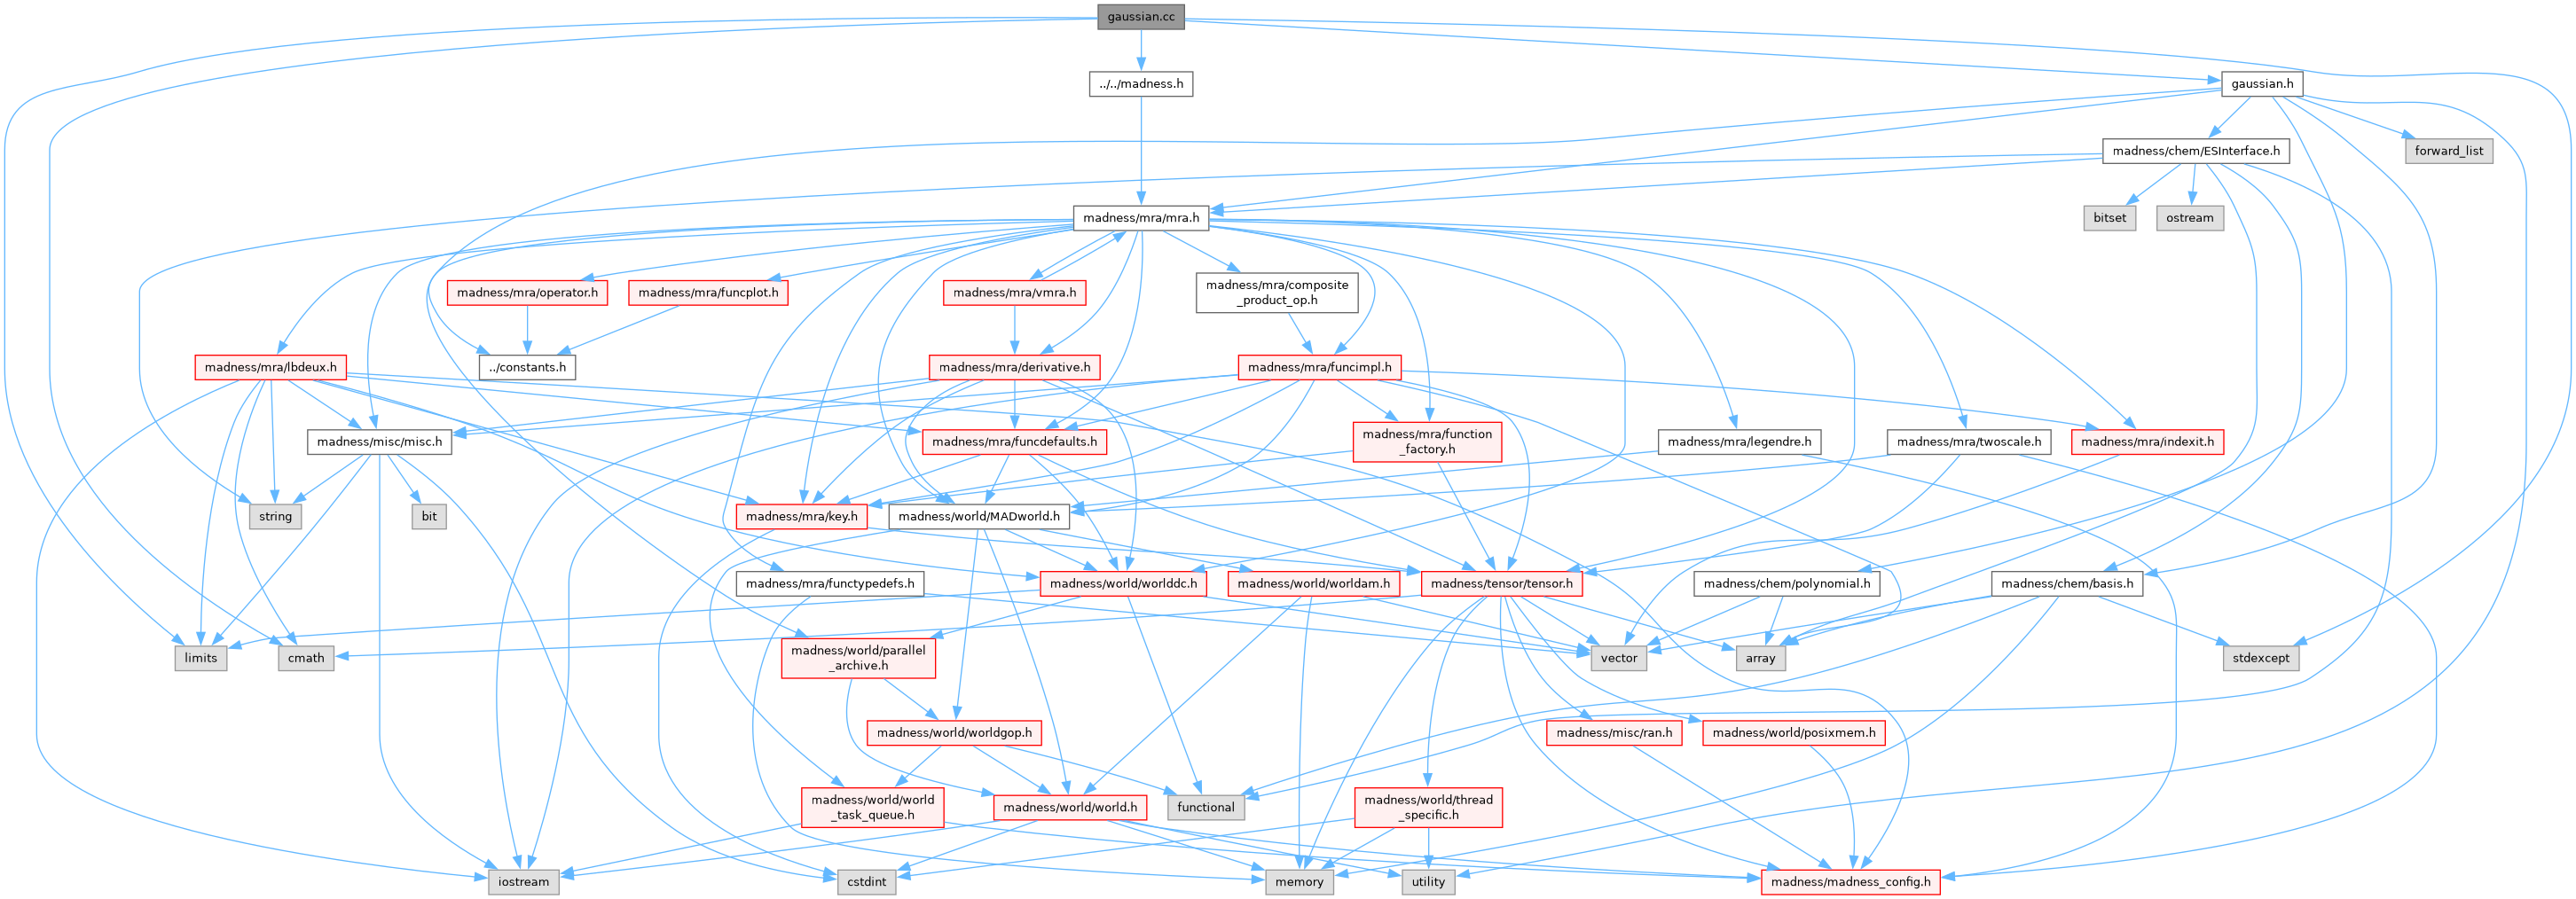 gaussian.cc
../../madness.h
gaussian.h
madness/chem/ESInterface.h
forward_list
madness/mra/mra.h
bitset
ostream
madness/mra/operator.h
madness/mra/funcplot.h
madness/mra/vmra.h
madness/mra/composite
_product_op.h
madness/mra/lbdeux.h
../constants.h
madness/mra/derivative.h
madness/mra/funcimpl.h
madness/misc/misc.h
madness/mra/funcdefaults.h
madness/mra/function
_factory.h
madness/mra/legendre.h
madness/mra/twoscale.h
madness/mra/indexit.h
string
bit
madness/mra/key.h
madness/world/MADworld.h
madness/mra/functypedefs.h
madness/world/worlddc.h
madness/world/worldam.h
madness/tensor/tensor.h
madness/chem/polynomial.h
madness/chem/basis.h
limits
cmath
madness/world/parallel
_archive.h
vector
array
stdexcept
madness/world/worldgop.h
madness/misc/ran.h
madness/world/posixmem.h
madness/world/world
_task_queue.h
madness/world/world.h
functional
madness/world/thread
_specific.h
iostream
cstdint
memory
utility
madness/madness_config.h